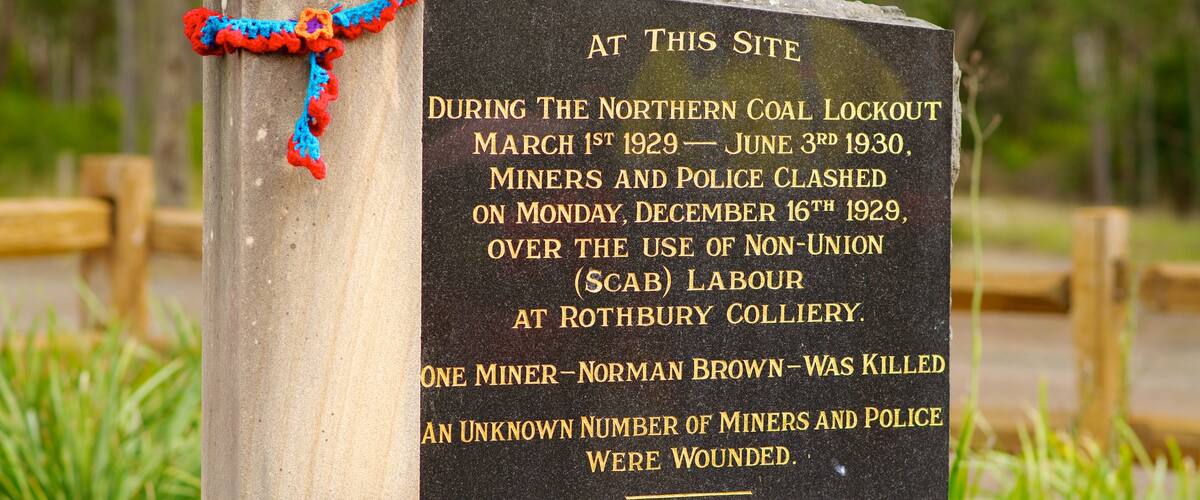 AT THIS SITE
DURING THE NORTHERN COAL LOCKOUT
MARCH 1ST 1929 — JUNE 3RD 1930,
MINERS AND POLICE CLASHED
ON MONDAY, DECEMBER 16TH 1929,
OVER THE USE OF NON-UNION
(SCAB) LABOUR
AT ROTHBURY COLLIERY.
ONE MINER—NORMAN BROWN—WAS KILLED
AN UNKNOWN NUMBER OF MINERS AND POLICE
WERE WOUNDED.